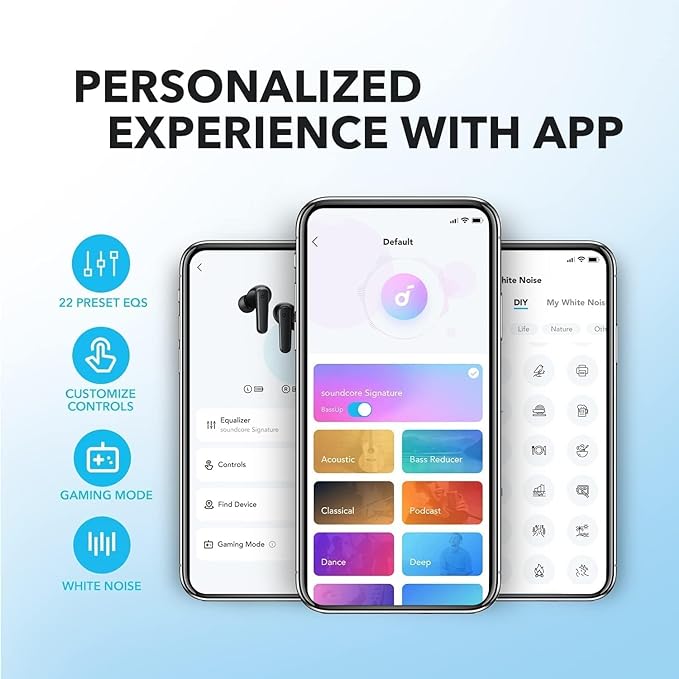 PERSONALIZED
EXPERIENCE WITH APP
22 PRESET EQS
CUSTOMIZE
CONTROLS
GAMING MODE
WHITE NOISE
L
R
Equalizer
soundcore Signature
Controls
Find Device
Gaming Mode
Default
soundcore Signature
BassUp
Acoustic
Bass Reducer
Classical
Podcast
Dance
Deep
hite Noise
DIY
My White Nois
Life
Nature
Oth